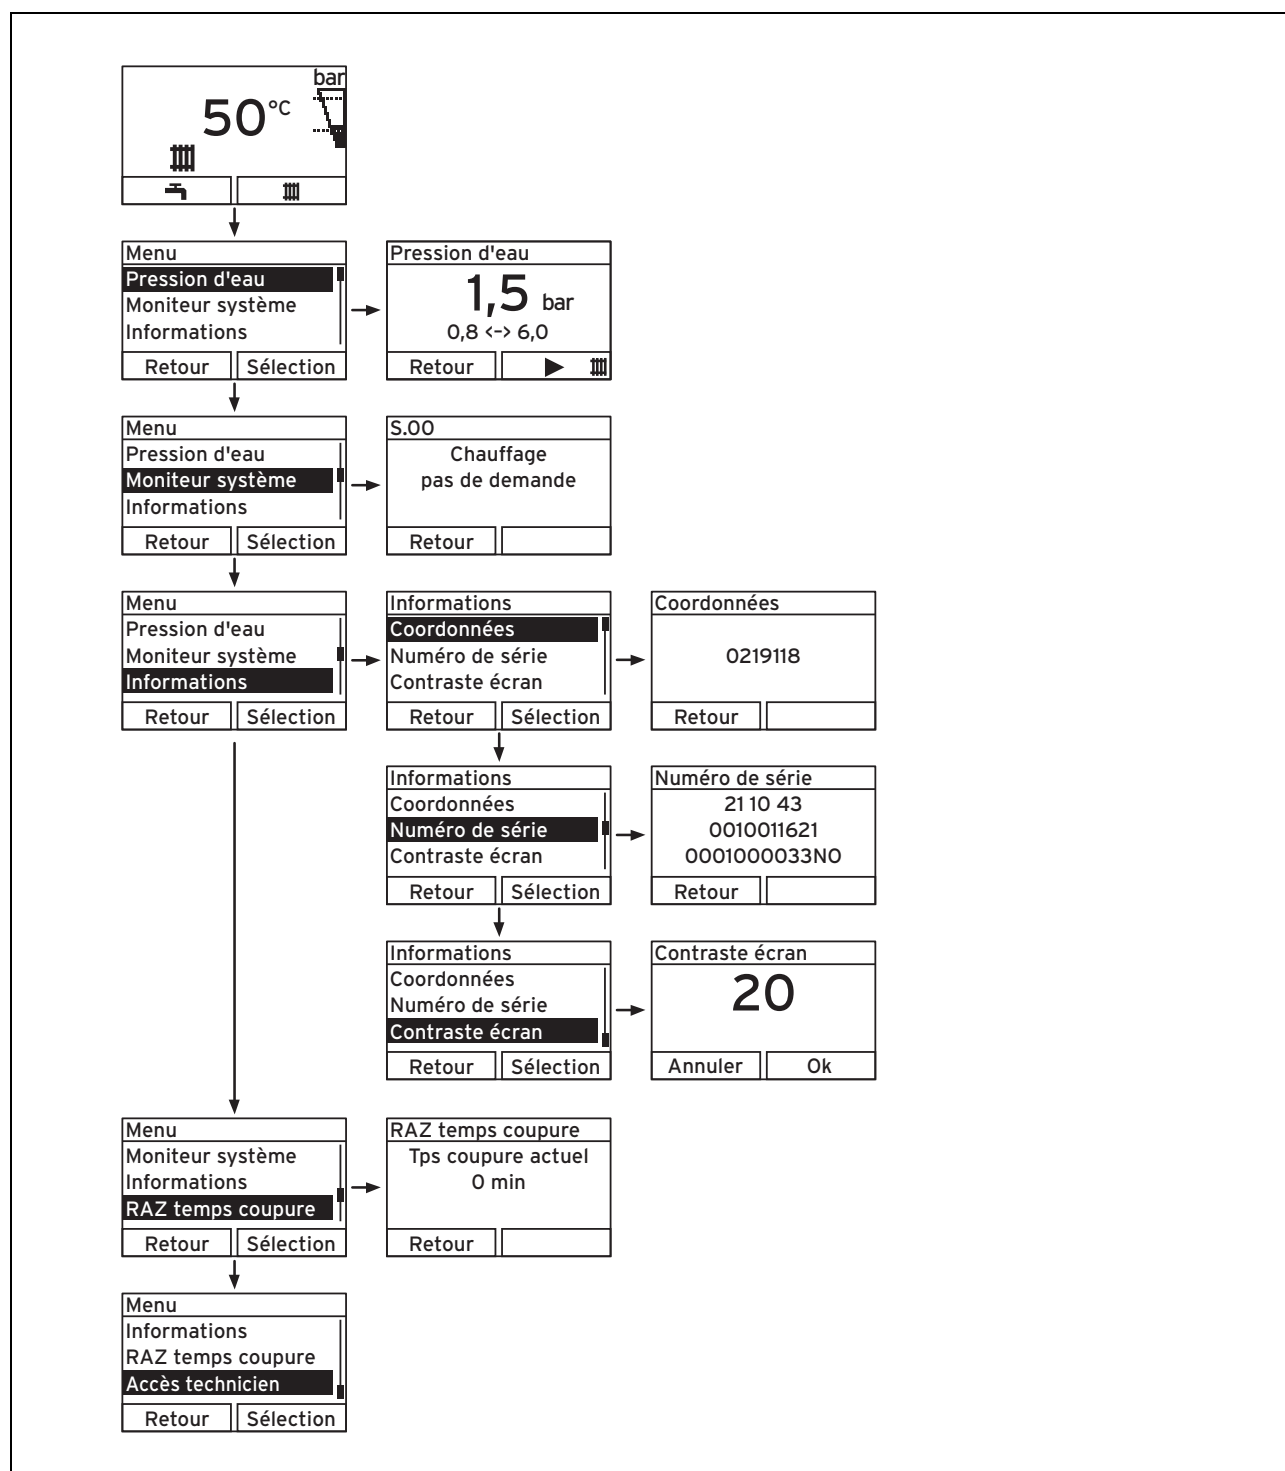 bar
50°C
Menu
Pression d'eau
Moniteur système
Informations
Retour
Sélection
Pression d'eau
1,5 bar
0,8 <-> 6,0
Retour
Menu
Pression d'eau
Moniteur système
Informations
Retour
Sélection
S.00
Chauffage
pas de demande
Retour
Menu
Pression d'eau
Moniteur système
Informations
Retour
Sélection
Informations
Coordonnées
Numéro de série
Contraste écran
Retour
Sélection
Coordonnées
0219118
Retour
Informations
Coordonnées
Numéro de série
Contraste écran
Retour
Sélection
Numéro de série
21 10 43
0010011621
0001000033N0
Retour
Informations
Coordonnées
Numéro de série
Contraste écran
Retour
Sélection
Contraste écran
20
Annuler
Ok
Menu
Moniteur système
Informations
RAZ temps coupure
Retour
Sélection
RAZ temps coupure
Tps coupure actuel
0 min
Retour
Menu
Informations
RAZ temps coupure
Accès technicien
Retour
Sélection